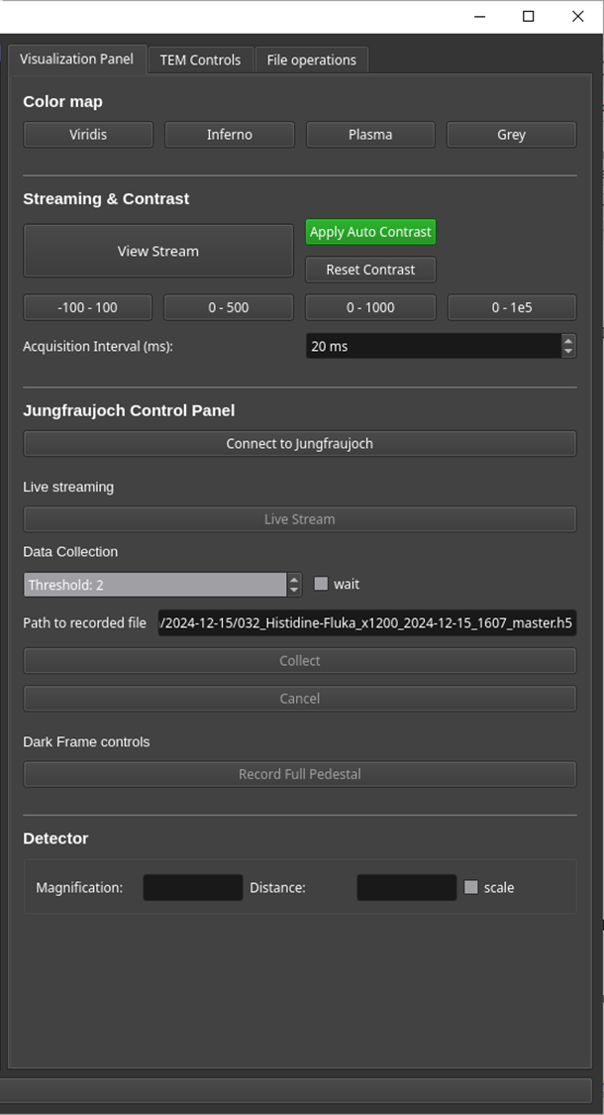 Visualization Panel TEM Controls File operations
Color map
Viridis Inferno Plasma Grey
Streaming & Contrast
View Stream
Apply Auto Contrast
Reset Contrast
-100 - 100 0 - 500 0 - 1000 0 - 1e5
Acquisition Interval (ms): 20 ms
Jungfraujoch Control Panel
Connect to Jungfraujoch
Live streaming
Live Stream
Data Collection
Threshold: 2 wait
Path to recorded file /2024-12-15/032_Histidine-Fluka_x1200_2024-12-15_1607_master.h5
Collect
Cancel
Dark Frame controls
Record Full Pedestal
Detector
Magnification: Distance: scale